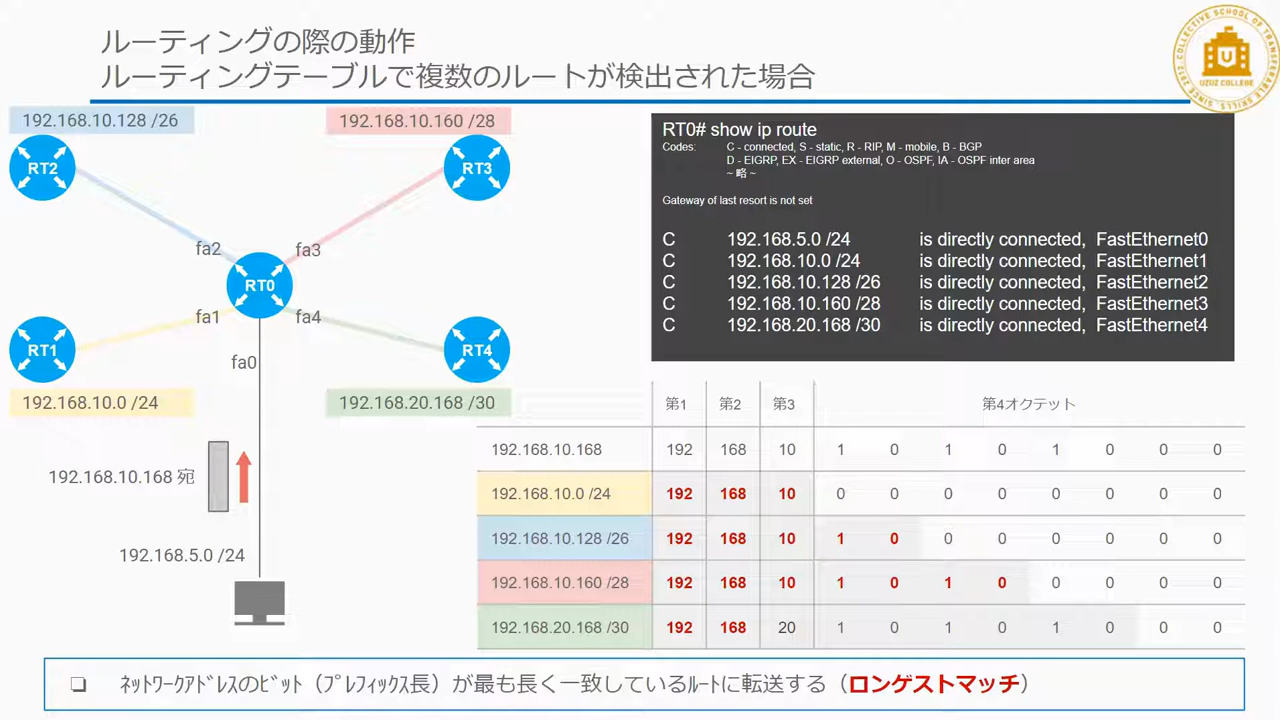 ルーティングの際の動作
ルーティングテーブルで複数のルートが検出された場合
COLLECTIVE SCHOOL OF TRANSFERABLE SKILLS, SINCE 2012.
U
UZUZ COLLEGE
192.168.10.128 /26
192.168.10.160 /28
RT2
RT3
fa2
fa3
RT0
fa1
fa4
RT1
RT4
fa0
192.168.10.0 /24
192.168.20.168 /30
192.168.10.168 宛
192.168.5.0 /24
RT0# show ip route
Codes: C - connected, S - static, R - RIP, M - mobile, B - BGP
D - EIGRP, EX - EIGRP external, O - OSPF, IA - OSPF inter area
~ 略 ~
Gateway of last resort is not set
C 192.168.5.0 /24 is directly connected, FastEthernet0
C 192.168.10.0 /24 is directly connected, FastEthernet1
C 192.168.10.128 /26 is directly connected, FastEthernet2
C 192.168.10.160 /28 is directly connected, FastEthernet3
C 192.168.20.168 /30 is directly connected, FastEthernet4
第1 第2 第3 第4オクテット
192.168.10.168 192 168 10 1 0 1 0 1 0 0 0
192.168.10.0 /24 192 168 10 0 0 0 0 0 0 0 0
192.168.10.128 /26 192 168 10 1 0 0 0 0 0 0 0
192.168.10.160 /28 192 168 10 1 0 1 0 0 0 0 0
192.168.20.168 /30 192 168 20 1 0 1 0 1 0 0 0
❏ ﾈｯﾄﾜｰｸｱﾄﾞﾚｽのﾋﾞｯﾄ（ﾌﾟﾚﾌｨｯｸｽ長）が最も長く一致しているﾙｰﾄに転送する（ロンゲストマッチ）